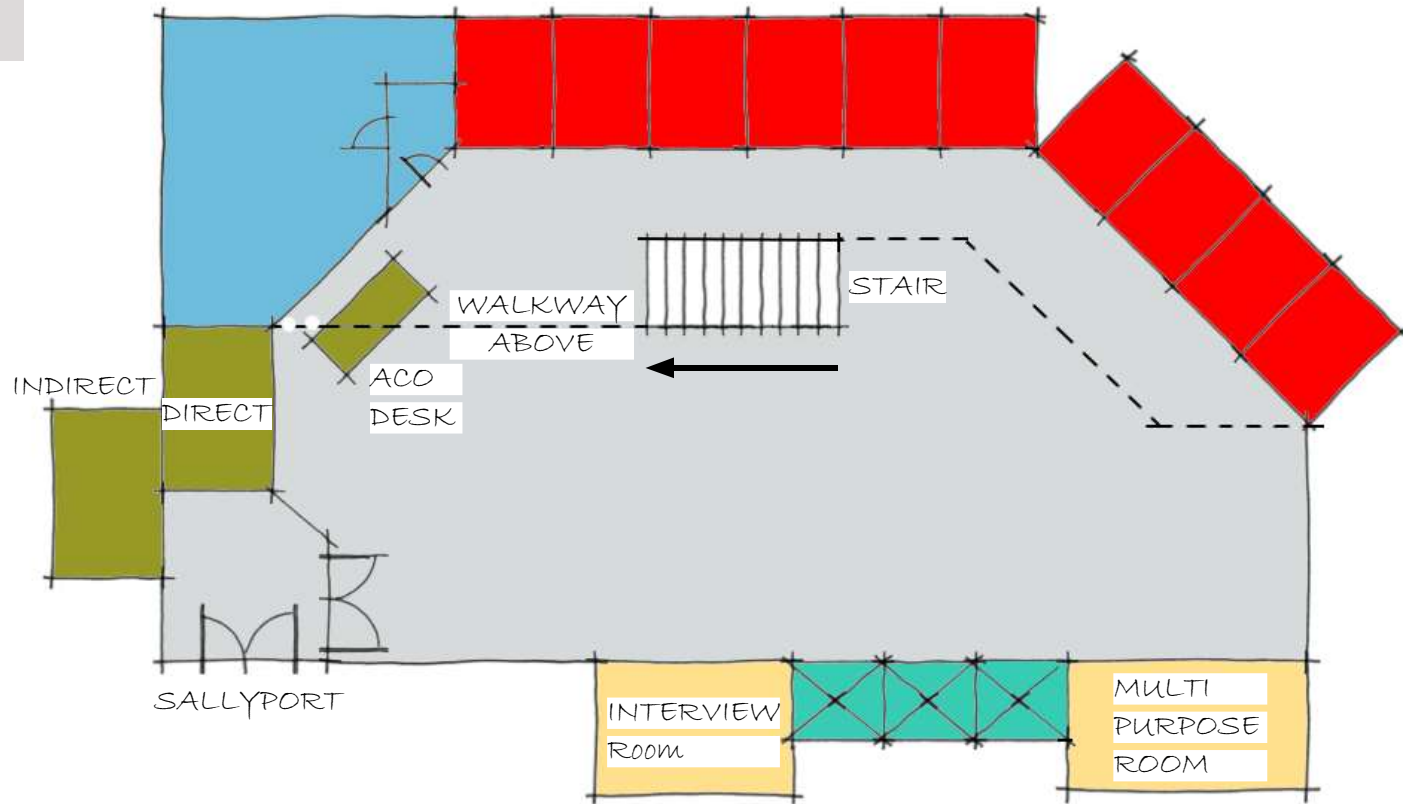 STAIR
WALKWAY
ABOVE
ACO
DESK
INDIRECT
DIRECT
SALLYPORT
INTERVIEW
Room
MULTI
PURPOSE
ROOM